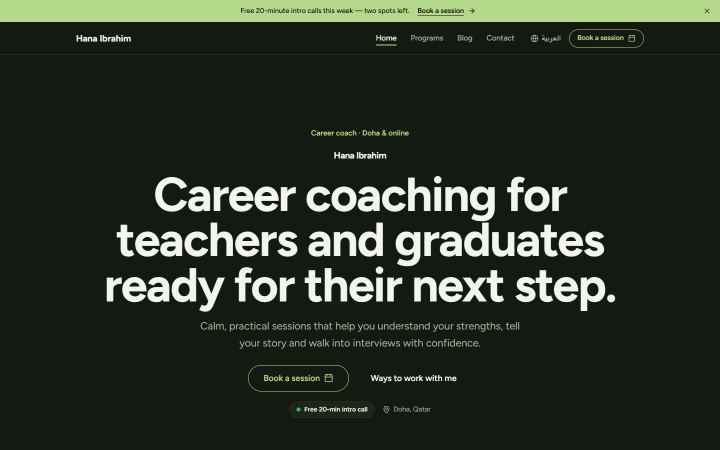 Free 20-minute intro calls this week — two spots left. Book a session →
Hana Ibrahim
Home Programs Blog Contact العربية Book a session
Career coach · Doha & online
Hana Ibrahim
Career coaching for
teachers and graduates
ready for their next step.
Calm, practical sessions that help you understand your strengths, tell
your story and walk into interviews with confidence.
Book a session Ways to work with me
Free 20-min intro call Doha, Qatar